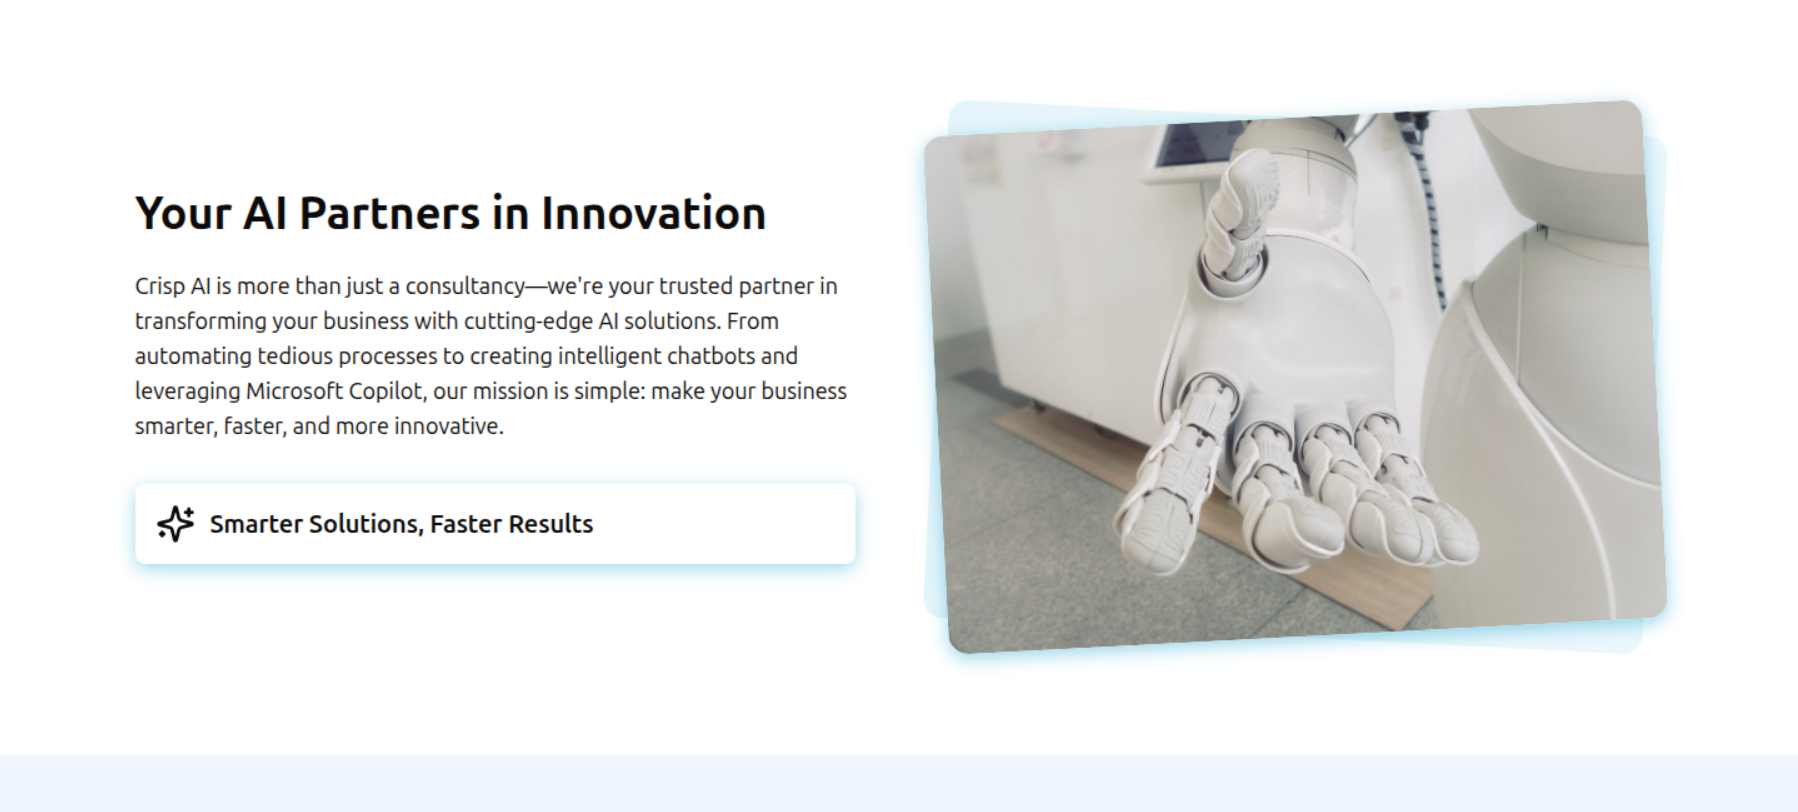 Your AI Partners in Innovation
Crisp AI is more than just a consultancy—we're your trusted partner in
transforming your business with cutting-edge AI solutions. From
automating tedious processes to creating intelligent chatbots and
leveraging Microsoft Copilot, our mission is simple: make your business
smarter, faster, and more innovative.
Smarter Solutions, Faster Results